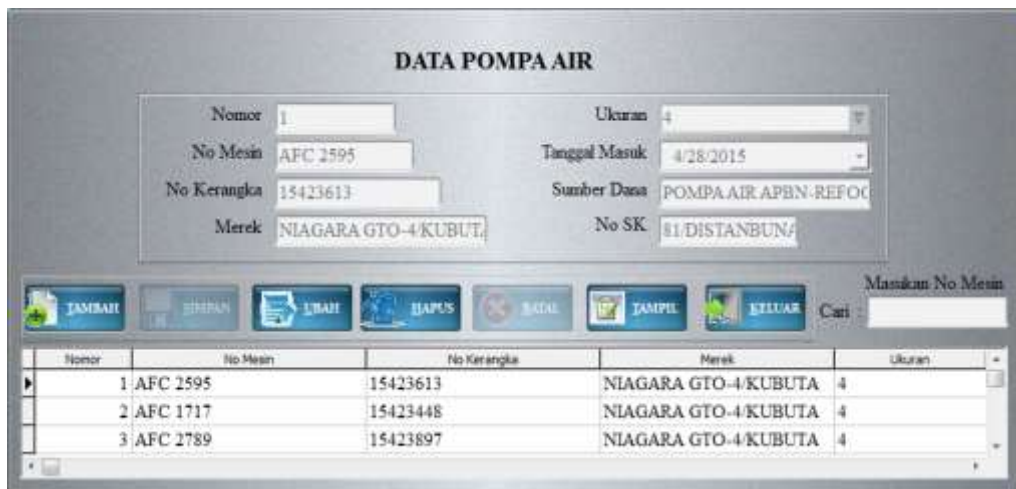 DATA POMPA AIR
Nomor 1 Ukuran 4
No Mesin AFC 2595 Tanggal Masuk 4/28/2015
No Kerangka 15423613 Sumber Dana POMPA AIR APBN-REFOC
Merek NIAGARA GTO-4/KUBUT No SK 81/DISTANBUNA
TAMBAH SIMPAN UBAH HAPUS BATAL TAMPIL KELUAR Cari : Masukan No Mesin
Nomor No Mesin No Kerangka Merek Ukuran
1 AFC 2595 15423613 NIAGARA GTO-4/KUBUTA 4
2 AFC 1717 15423448 NIAGARA GTO-4/KUBUTA 4
3 AFC 2789 15423897 NIAGARA GTO-4/KUBUTA 4